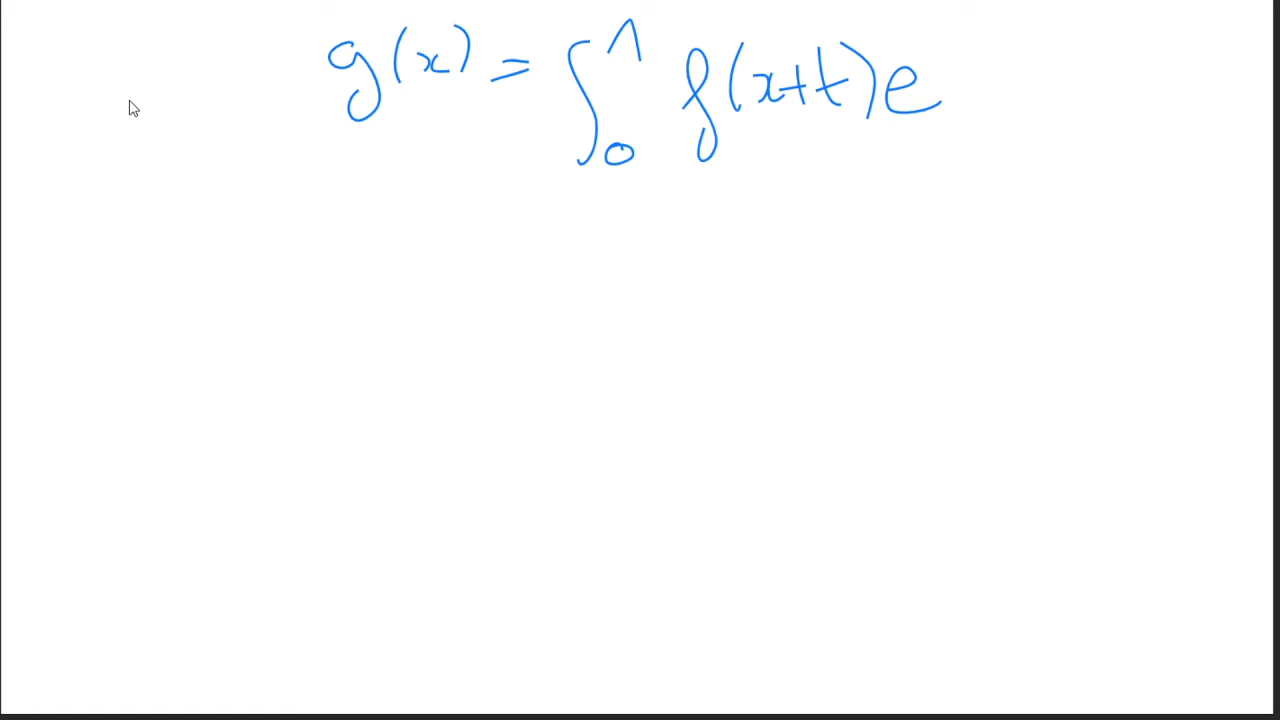 g(x) = ∫₀¹ f(x+t)e